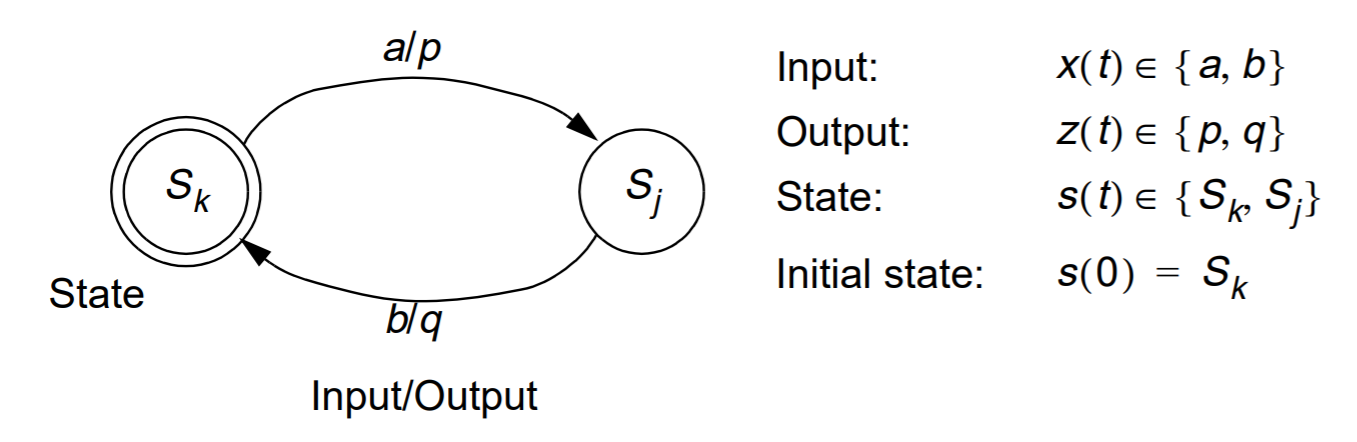 a/p
S_k
S_j
State
b/q
Input/Output
Input: x(t) ∈ {a, b}
Output: z(t) ∈ {p, q}
State: s(t) ∈ {S_k, S_j}
Initial state: s(0) = S_k